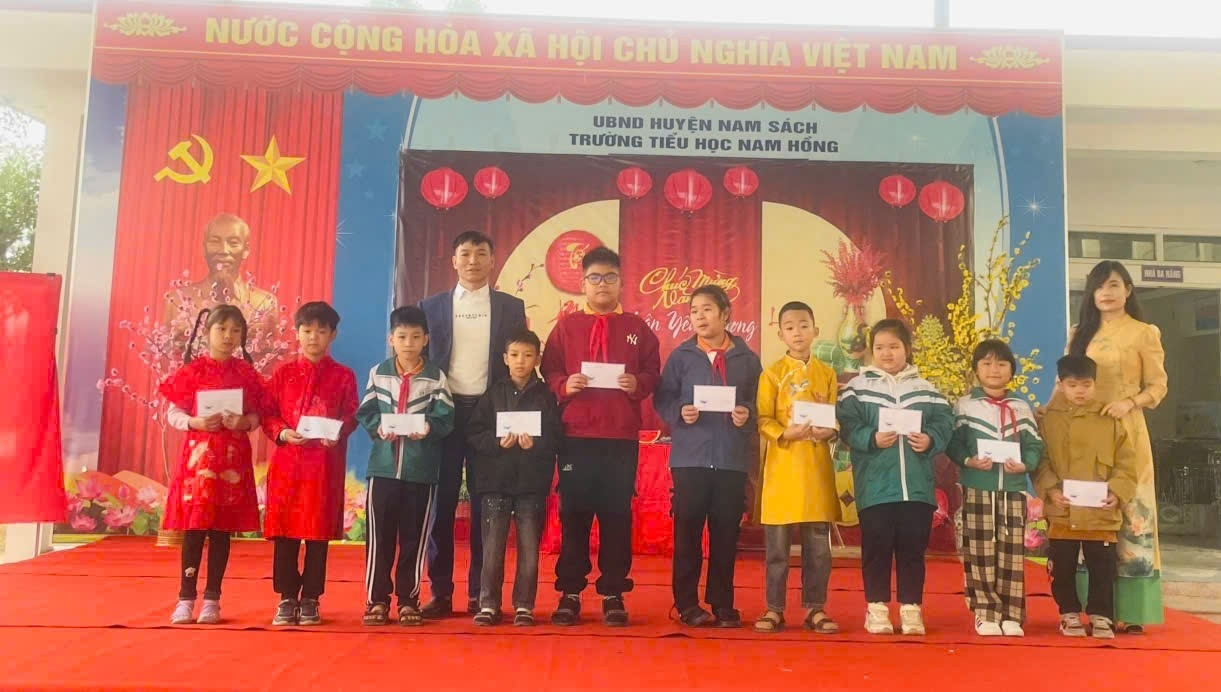 NƯỚC CỘNG HÒA XÃ HỘI CHỦ NGHĨA VIỆT NAM
UBND HUYỆN NAM SÁCH
TRƯỜNG TIỂU HỌC NAM HỒNG
Chúc Mừng
NHÀ ĐA NĂNG
NY